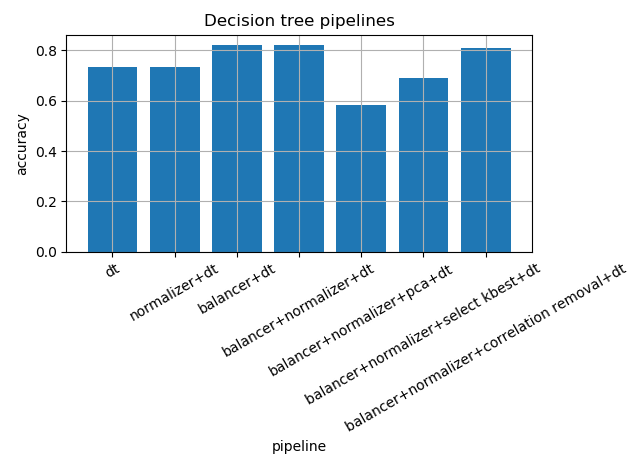 Decision tree pipelines
accuracy
0.8
0.6
0.4
0.2
0.0
dt
normalizer+dt
balancer+dt
balancer+normalizer+dt
balancer+normalizer+pca+dt
balancer+normalizer+select kbest+dt
balancer+normalizer+correlation removal+dt
pipeline